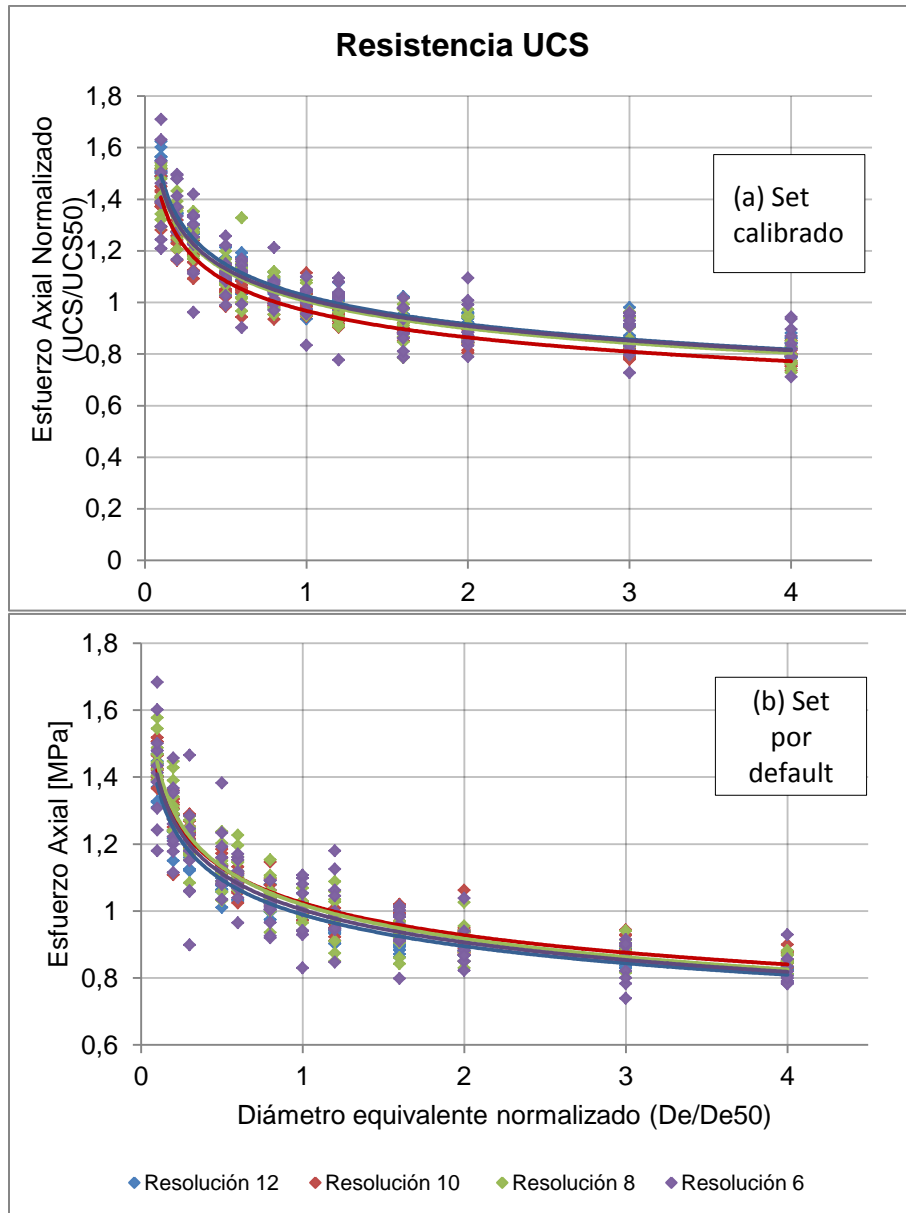 Resistencia UCS
Esfuerzo Axial Normalizado
(UCS/UCS50)
1,8
1,6
1,4
1,2
1
0,8
0,6
0,4
0,2
0
0 1 2 3 4
(a) Set
calibrado
Esfuerzo Axial [MPa]
1,8
1,6
1,4
1,2
1
0,8
0,6
0 1 2 3 4
(b) Set
por
default
Diámetro equivalente normalizado (De/De50)
Resolución 12 Resolución 10 Resolución 8 Resolución 6